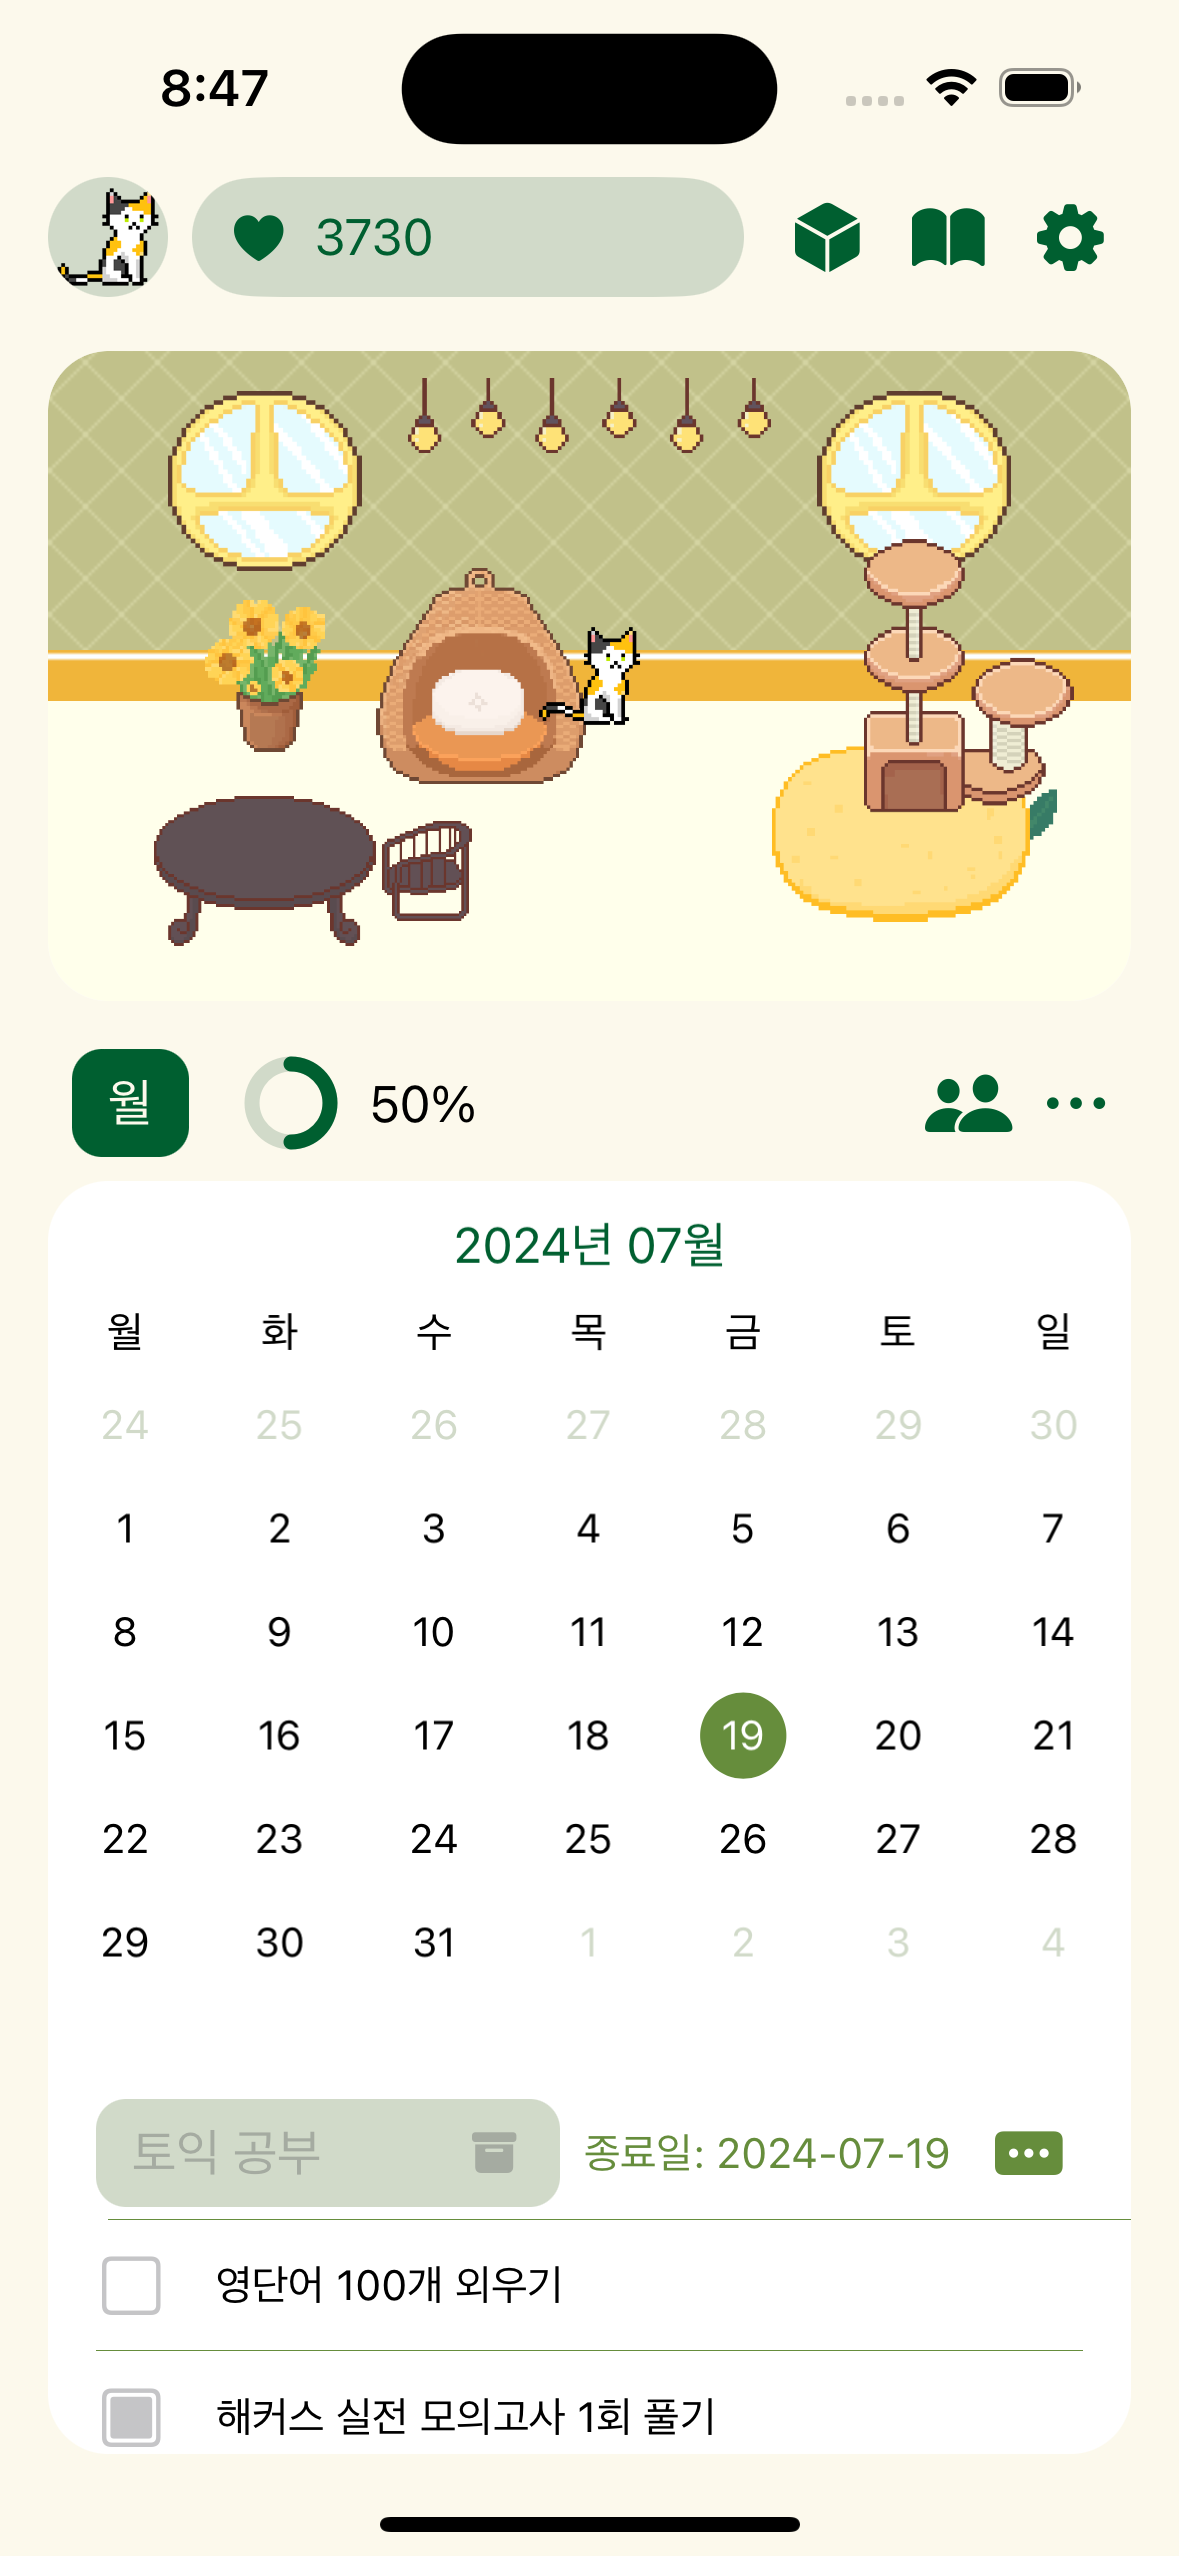 8:47
3730
월 50%
2024년 07월
월 화 수 목 금 토 일
24 25 26 27 28 29 30
1 2 3 4 5 6 7
8 9 10 11 12 13 14
15 16 17 18 19 20 21
22 23 24 25 26 27 28
29 30 31 1 2 3 4
토익 공부 종료일: 2024-07-19
영단어 100개 외우기
해커스 실전 모의고사 1회 풀기